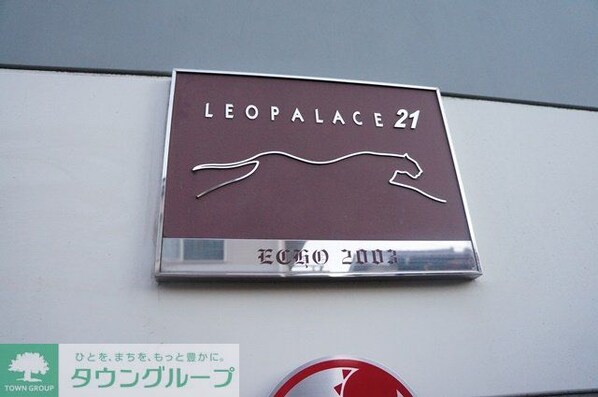 LEOPALACE 21
ECHO 2003
ひとを、まちを、もっと豊かに。
タウングループ
TOWN GROUP